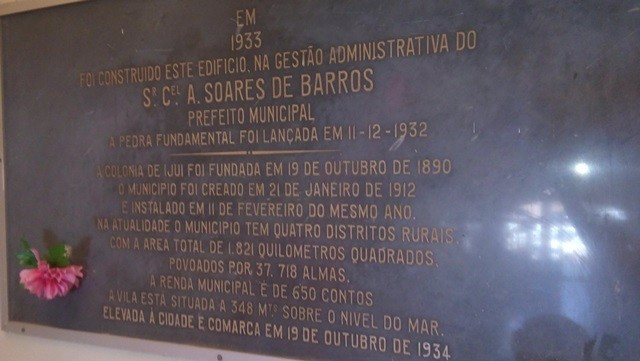 EM
1933
FOI CONSTRUIDO ESTE EDIFICIO, NA GESTÃO ADMINISTRATIVA DO
Sᴿ. Cᴱᴸ. A. SOARES DE BARROS
PREFEITO MUNICIPAL
A PEDRA FUNDAMENTAL FOI LANÇADA EM 11-12-1932
A COLONIA DE IJUI FOI FUNDADA EM 19 DE OUTUBRO DE 1890
O MUNICIPIO FOI CREADO EM 21 DE JANEIRO DE 1912
E INSTALADO EM 11 DE FEVEREIRO DO MESMO ANO.
NA ATUALIDADE O MUNICIPIO TEM QUATRO DISTRITOS RURAIS,
COM A AREA TOTAL DE 1.821 QUILOMETROS QUADRADOS,
POVOADOS POR 37.718 ALMAS.
A RENDA MUNICIPAL É DE 650 CONTOS
A VILA ESTÁ SITUADA A 348 Mᵀˢ. SOBRE O NIVEL DO MAR.
ELEVADA À CIDADE E COMARCA EM 19 DE OUTUBRO DE 1934